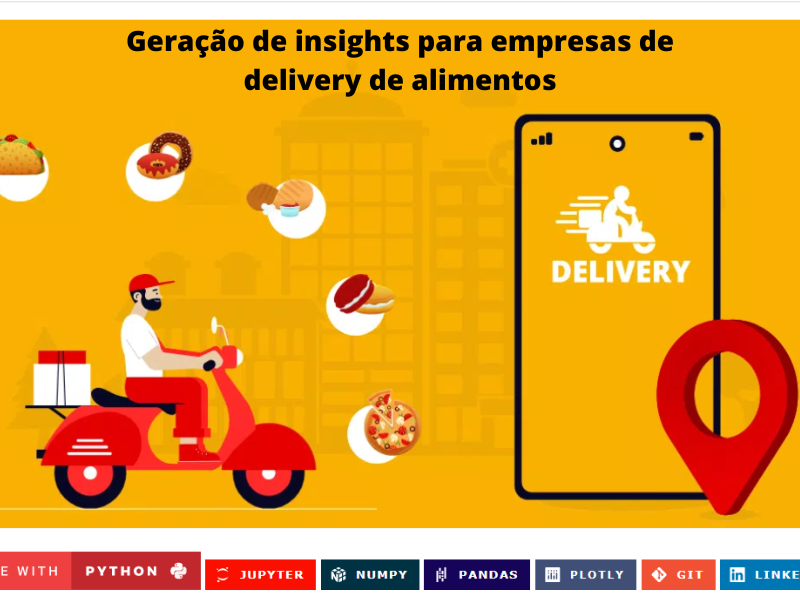 Geração de insights para empresas de
delivery de alimentos
DELIVERY
E WITH PYTHON JUPYTER NUMPY PANDAS PLOTLY GIT LINKE